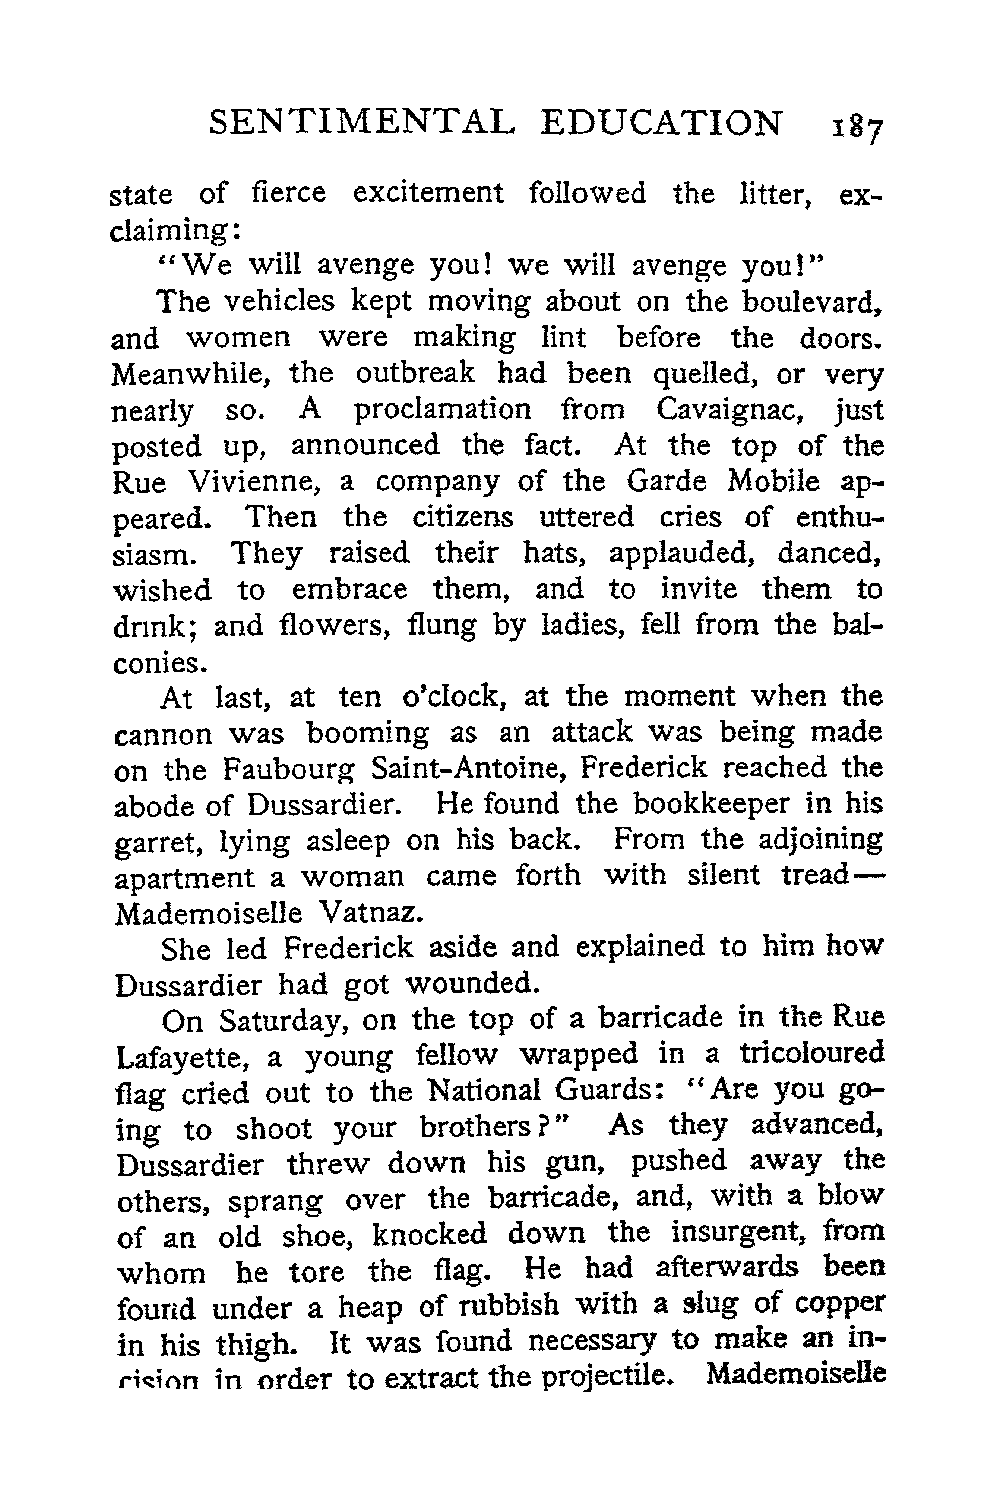 SENTIMENTAL EDUCATION 187
state of fierce excitement followed the litter, ex-
claiming:
"We will avenge you! we will avenge you!"
The vehicles kept moving about on the boulevard,
and women were making lint before the doors.
Meanwhile, the outbreak had been quelled, or very
nearly so. A proclamation from Cavaignac, just
posted up, announced the fact. At the top of the
Rue Vivienne, a company of the Garde Mobile ap-
peared. Then the citizens uttered cries of enthu-
siasm. They raised their hats, applauded, danced,
wished to embrace them, and to invite them to
drink; and flowers, flung by ladies, fell from the bal-
conies.
At last, at ten o'clock, at the moment when the
cannon was booming as an attack was being made
on the Faubourg Saint-Antoine, Frederick reached the
abode of Dussardier. He found the bookkeeper in his
garret, lying asleep on his back. From the adjoining
apartment a woman came forth with silent tread—
Mademoiselle Vatnaz.
She led Frederick aside and explained to him how
Dussardier had got wounded.
On Saturday, on the top of a barricade in the Rue
Lafayette, a young fellow wrapped in a tricoloured
flag cried out to the National Guards: "Are you go-
ing to shoot your brothers?" As they advanced,
Dussardier threw down his gun, pushed away the
others, sprang over the barricade, and, with a blow
of an old shoe, knocked down the insurgent, from
whom he tore the flag. He had afterwards been
found under a heap of rubbish with a slug of copper
in his thigh. It was found necessary to make an in-
cision in order to extract the projectile. Mademoiselle